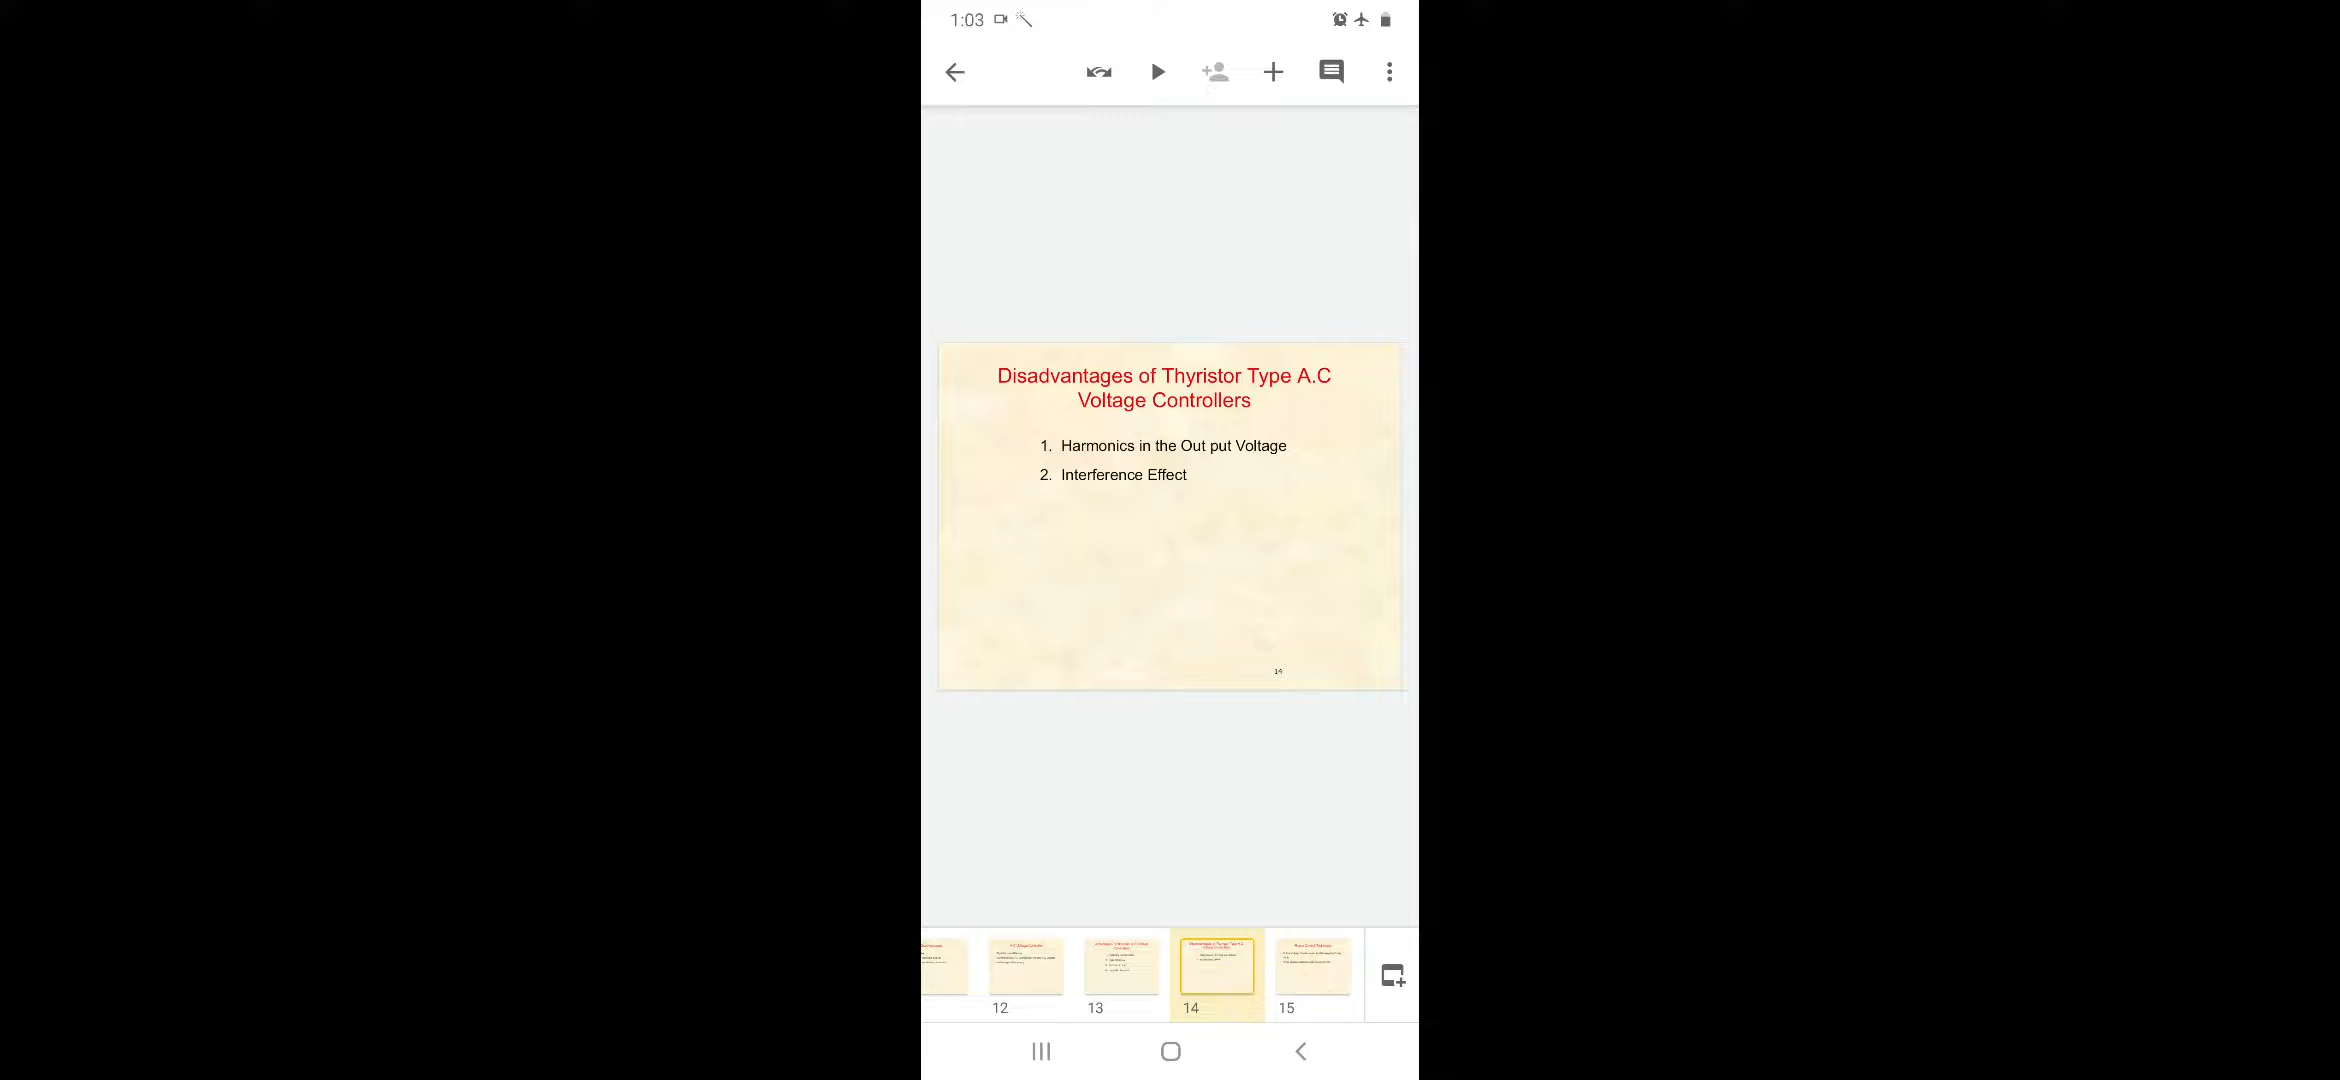 1:03
Disadvantages of Thyristor Type A.C
Voltage Controllers
1. Harmonics in the Out put Voltage
2. Interference Effect
14
12
13
14
15